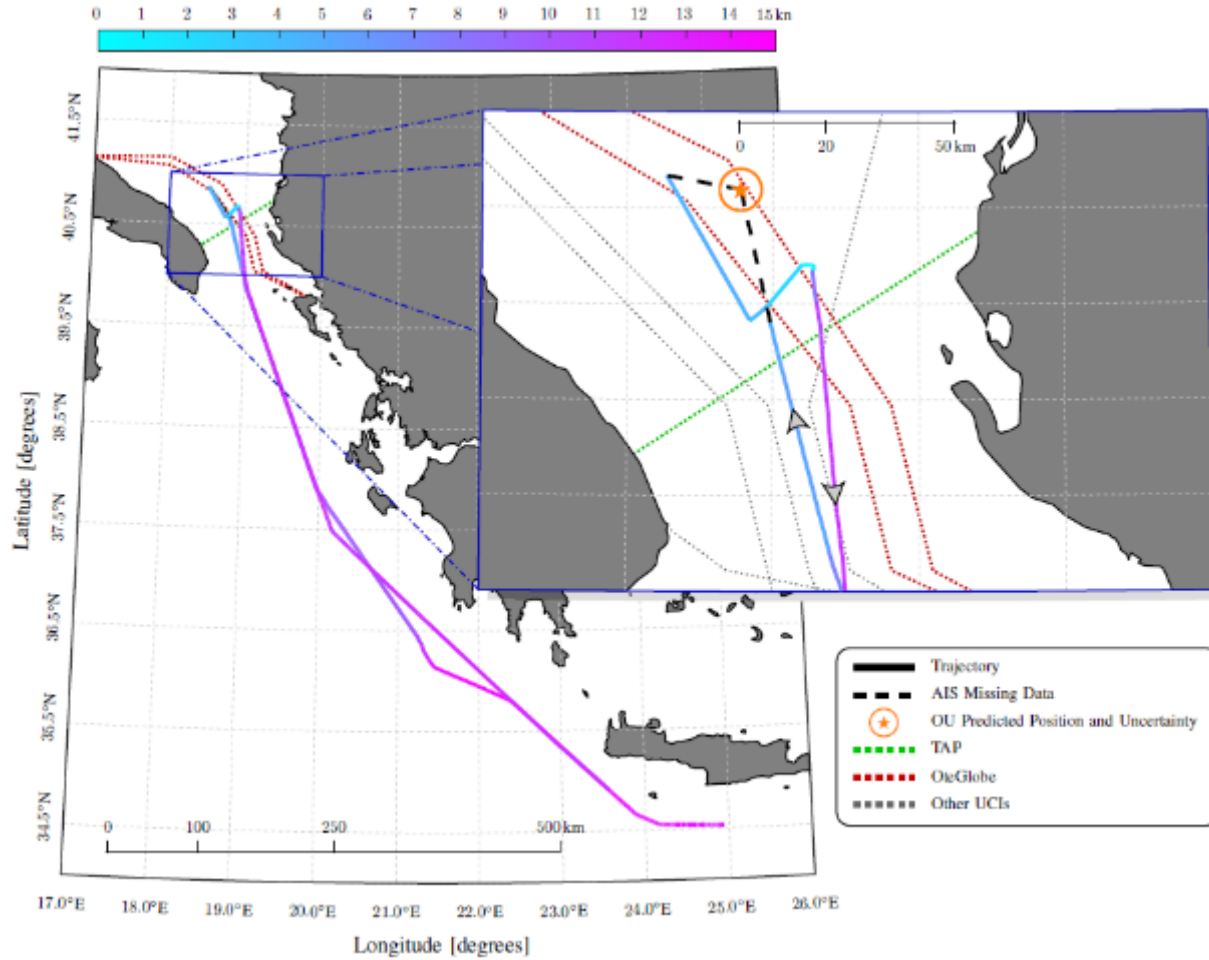 0 1 2 3 4 5 6 7 8 9 10 11 12 13 14 15 kn
41.5°N
40.5°N
39.5°N
38.5°N
37.5°N
36.5°N
35.5°N
34.5°N
Latitude [degrees]
0 20 50 km
Trajectory
AIS Missing Data
OU Predicted Position and Uncertainty
TAP
OteGlobe
Other UCIs
0 100 250 500 km
17.0°E 18.0°E 19.0°E 20.0°E 21.0°E 22.0°E 23.0°E 24.0°E 25.0°E 26.0°E
Longitude [degrees]